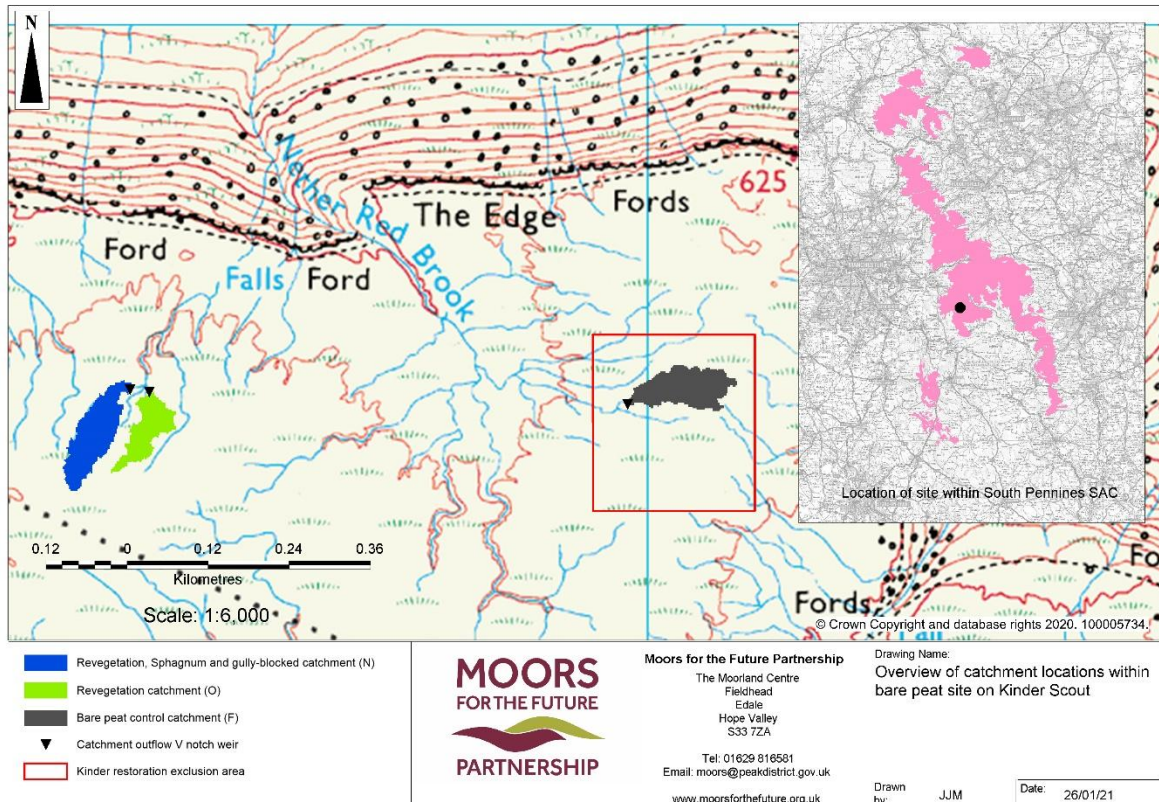 N
Nether Red Brook
625
The Edge
Fords
Ford
Falls
Ford
Location of site within South Pennines SAC
0.12 0 0.12 0.24 0.36
Kilometres
Scale: 1:6,000
Fords
Fo
© Crown Copyright and database rights 2020. 100005734.
Revegetation, Sphagnum and gully-blocked catchment (N)
Revegetation catchment (O)
Bare peat control catchment (F)
Catchment outflow V notch weir
Kinder restoration exclusion area
MOORS
FOR THE FUTURE
PARTNERSHIP
Moors for the Future Partnership
The Moorland Centre
Fieldhead
Edale
Hope Valley
S33 7ZA
Tel: 01629 816581
Email: moors@peakdistrict.gov.uk
www.moorsforthefuture.org.uk
Drawing Name:
Overview of catchment locations within
bare peat site on Kinder Scout
Drawn
by:
JJM
Date:
26/01/21